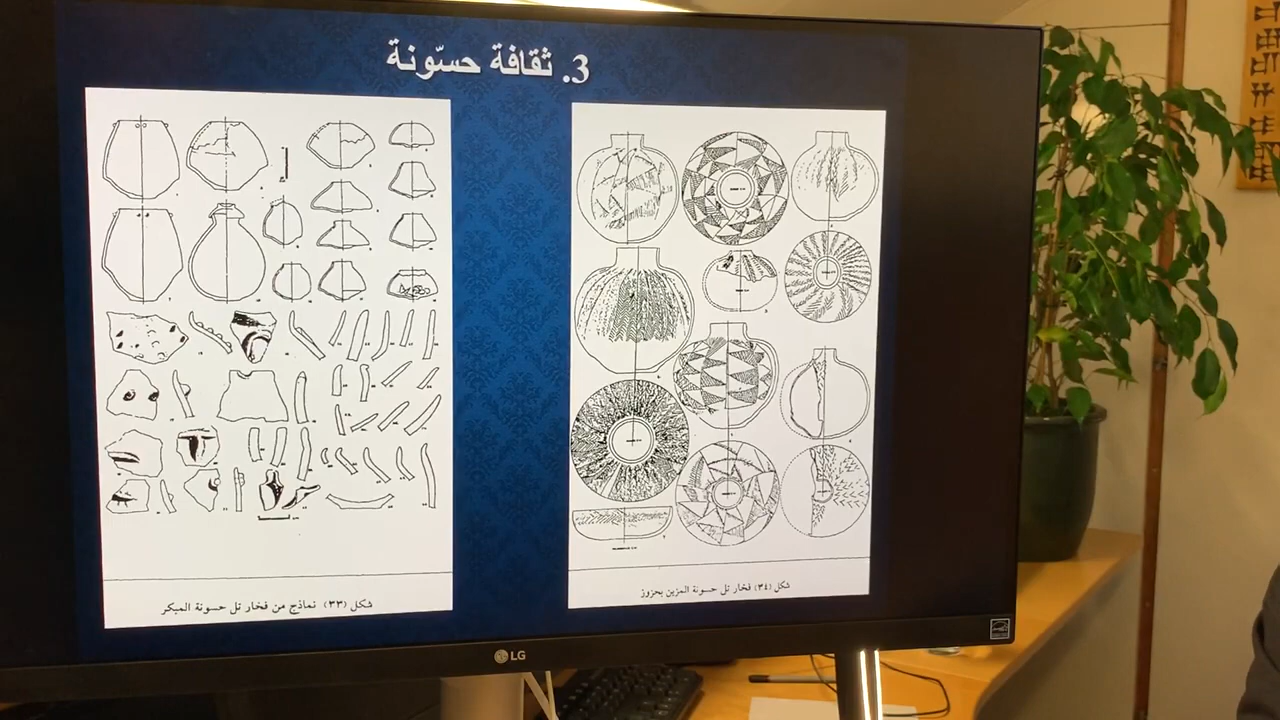 3. ثقافة حسّونة
شكل (٣٤) فخار تل حسونة المزين بحزوز
شكل (٣٣) نماذج من فخار تل حسونة المبكر
LG